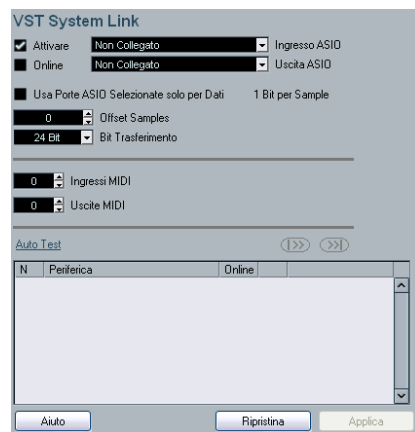 VST System Link
Attivare Non Collegato Ingresso ASIO
Online Non Collegato Uscita ASIO
Usa Porte ASIO Selezionate solo per Dati 1 Bit per Sample
0 Offset Samples
24 Bit Bit Trasferimento
0 Ingressi MIDI
0 Uscite MIDI
Auto Test
N Periferica Online
Aiuto Ripristina Applica